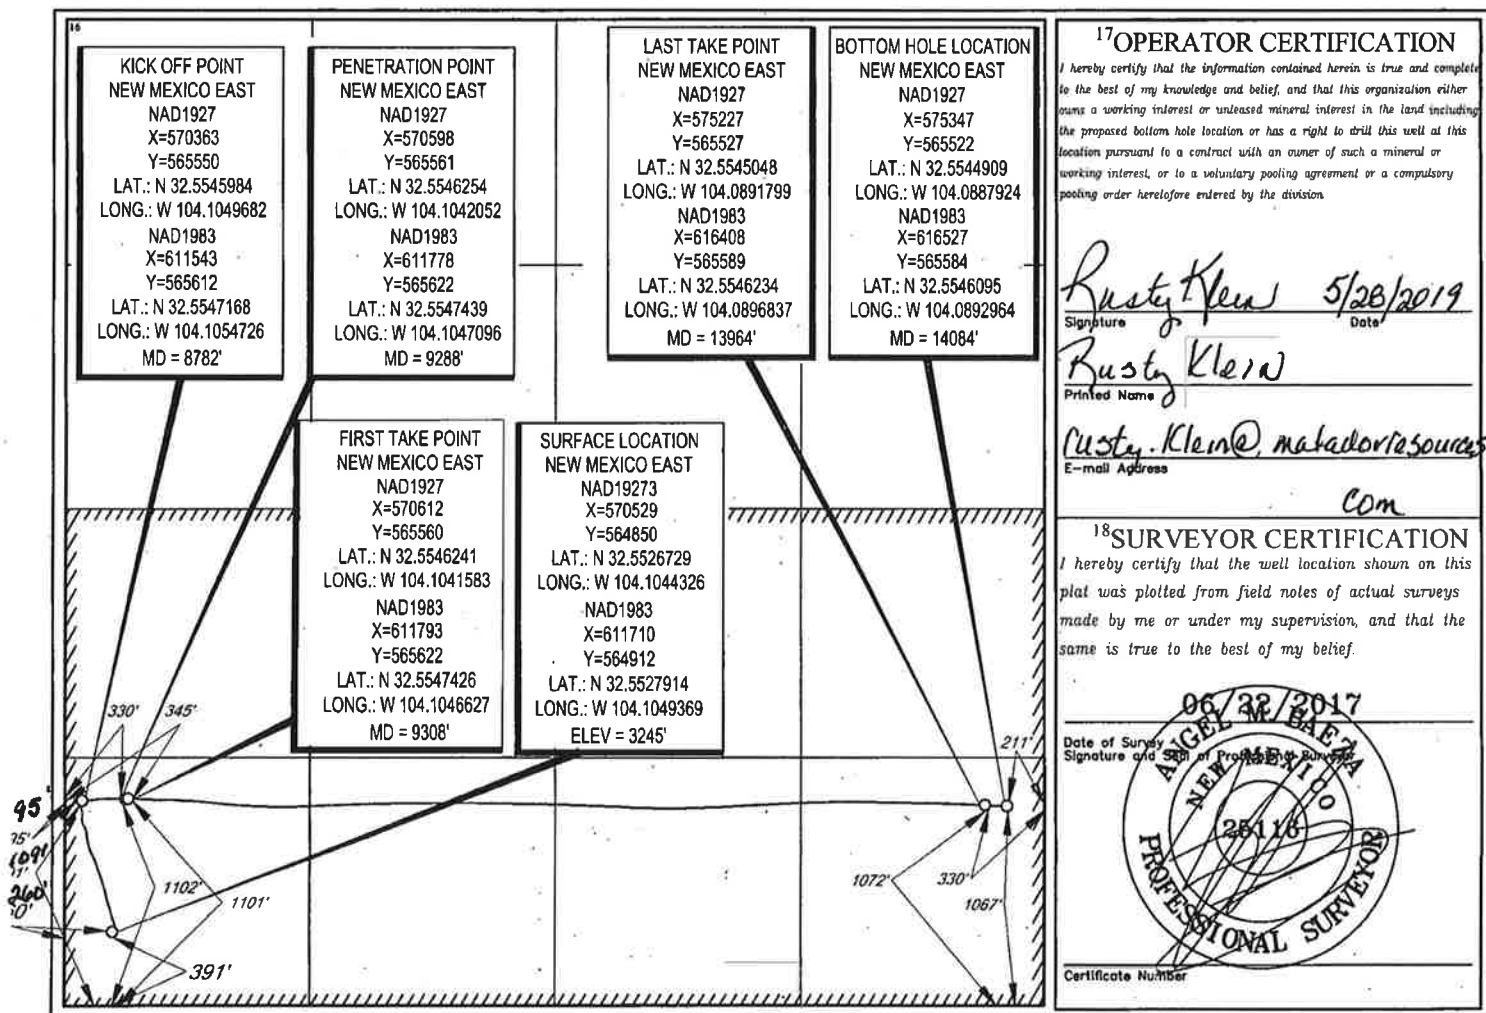 16
KICK OFF POINT
NEW MEXICO EAST
NAD1927
X=570363
Y=565550
LAT.: N 32.5545984
LONG.: W 104.1049682
NAD1983
X=611543
Y=565612
LAT.: N 32.5547168
LONG.: W 104.1054726
MD = 8782'
PENETRATION POINT
NEW MEXICO EAST
NAD1927
X=570598
Y=565561
LAT.: N 32.5546254
LONG.: W 104.1042052
NAD1983
X=611778
Y=565622
LAT.: N 32.5547439
LONG.: W 104.1047096
MD = 9288'
LAST TAKE POINT
NEW MEXICO EAST
NAD1927
X=575227
Y=565527
LAT.: N 32.5545048
LONG.: W 104.0891799
NAD1983
X=616408
Y=565589
LAT.: N 32.5546234
LONG.: W 104.0896837
MD = 13964'
BOTTOM HOLE LOCATION
NEW MEXICO EAST
NAD1927
X=575347
Y=565522
LAT.: N 32.5544909
LONG.: W 104.0887924
NAD1983
X=616527
Y=565584
LAT.: N 32.5546095
LONG.: W 104.0892964
MD = 14084'
FIRST TAKE POINT
NEW MEXICO EAST
NAD1927
X=570612
Y=565560
LAT.: N 32.5546241
LONG.: W 104.1041583
NAD1983
X=611793
Y=565622
LAT.: N 32.5547426
LONG.: W 104.1046627
MD = 9308'
SURFACE LOCATION
NEW MEXICO EAST
NAD19273
X=570529
Y=564850
LAT.: N 32.5526729
LONG.: W 104.1044326
NAD1983
X=611710
Y=564912
LAT.: N 32.5527914
LONG.: W 104.1049369
ELEV = 3245'
330'
345'
211'
95
1091
260'
1102'
1101'
391'
1072'
330'
1067'
17OPERATOR CERTIFICATION
I hereby certify that the information contained herein is true and complete
to the best of my knowledge and belief, and that this organization either
owns a working interest or unleased mineral interest in the land including
the proposed bottom hole location or has a right to drill this well at this
location pursuant to a contract with an owner of such a mineral or
working interest, or to a voluntary pooling agreement or a compulsory
pooling order heretofore entered by the division
Rusty Klein 5/28/2019
Signature Date
Rusty Klein
Printed Name
rusty.klein@matadorresources
E-mail Address
com
18SURVEYOR CERTIFICATION
I hereby certify that the well location shown on this
plat was plotted from field notes of actual surveys
made by me or under my supervision, and that the
same is true to the best of my belief.
06/22/2017
Date of Survey
Signature and Seal of Professional Surveyor
ANGEL M. BAEZA
NEW MEXICO
25116
PROFESSIONAL SURVEYOR
Certificate Number